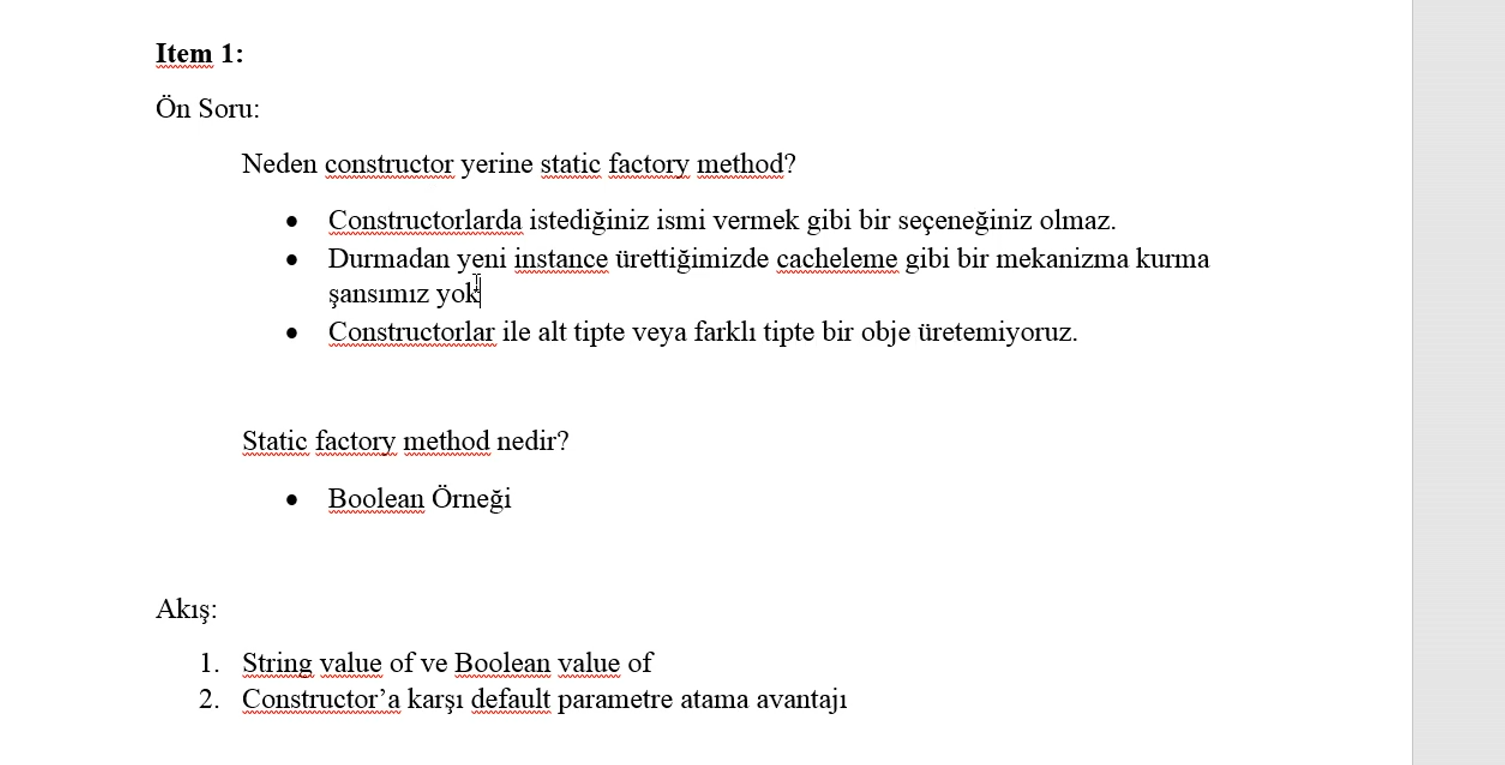 Item 1:
Ön Soru:
Neden constructor yerine static factory method?
• Constructorlarda istediğiniz ismi vermek gibi bir seçeneğiniz olmaz.
• Durmadan yeni instance ürettiğimizde cacheleme gibi bir mekanizma kurma
şansımız yok
• Constructorlar ile alt tipte veya farklı tipte bir obje üretemiyoruz.
Static factory method nedir?
• Boolean Örneği
Akış:
1. String value of ve Boolean value of
2. Constructor’a karşı default parametre atama avantajı